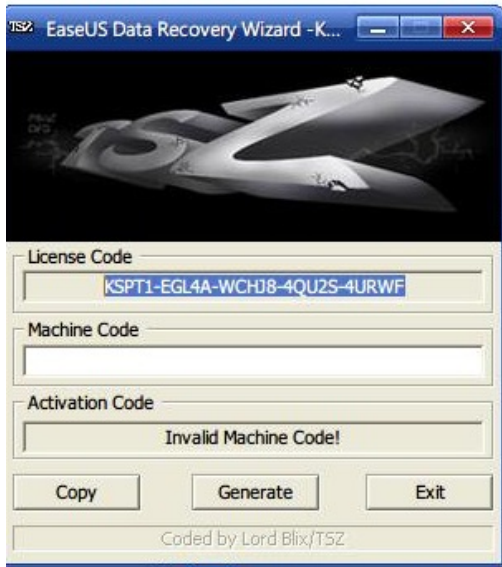 TSZ EaseUS Data Recovery Wizard -K...
TSZ
License Code
KSPT1-EGL4A-WCHJ8-4QU2S-4URWF
Machine Code
Activation Code
Invalid Machine Code!
Copy Generate Exit
Coded by Lord Blix/TSZ